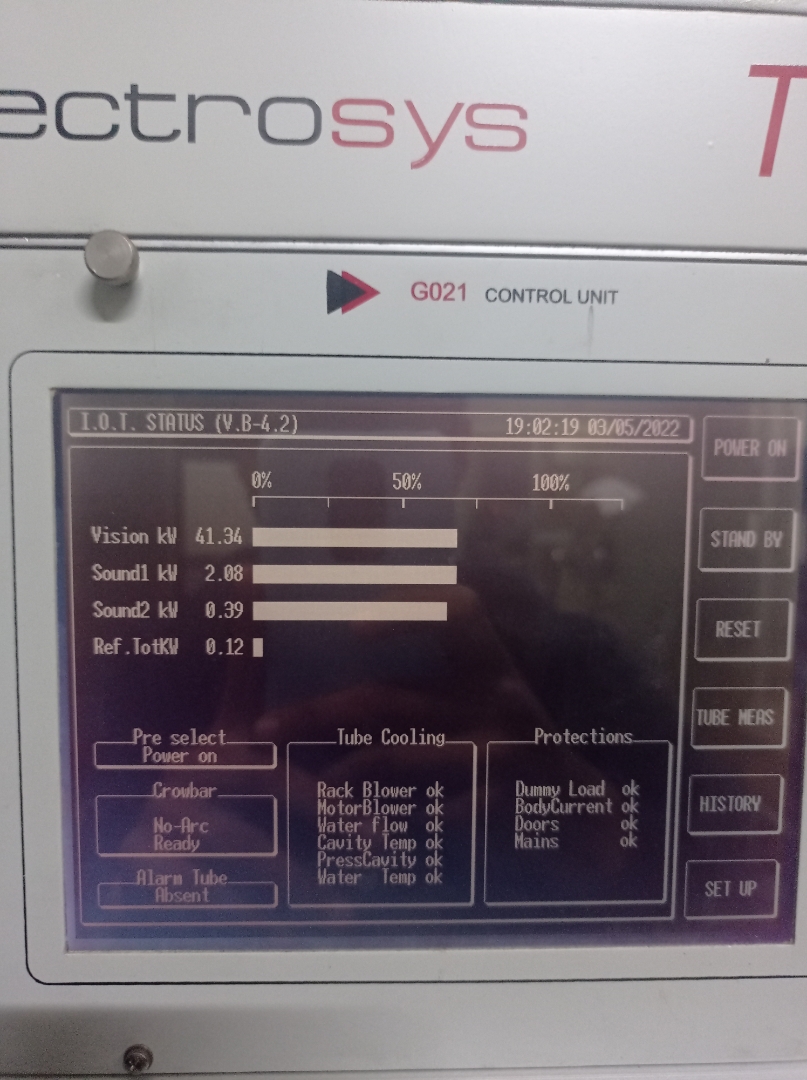 ectrosys T
G021 CONTROL UNIT
I.O.T. STATUS (V.B-4.2) 19:02:19 03/05/2022
POWER ON
0% 50% 100%
Vision kW 41.34
STAND BY
Sound1 kW 2.08
Sound2 kW 0.39
RESET
Ref.TotKW 0.12
TUBE MEAS
Pre select
Power on
Crowbar
No-Arc
Ready
Alarm Tube
Absent
Tube Cooling
Rack Blower ok
MotorBlower ok
Water flow ok
Cavity Temp ok
PressCavity ok
Water Temp ok
Protections
Dummy Load ok
BodyCurrent ok
Doors ok
Mains ok
HISTORY
SET UP